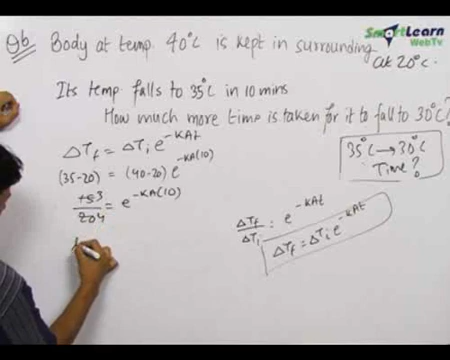 Q6 Body at temp. 40°c is kept in surrounding
at 20°c.
SmartLearn
WebTv
Its temp falls to 35°c in 10 mins
How much more time is taken for it to fall to 30°c?
ΔTf = ΔTi e^-KAt
(35-20) = (40-20) e^-KA(10)
15 3 / 20 4 = e^-KA(10)
35°c → 30°c
Time?
ΔTf / ΔTi = e^-KAt
ΔTf = ΔTi e^-KAt